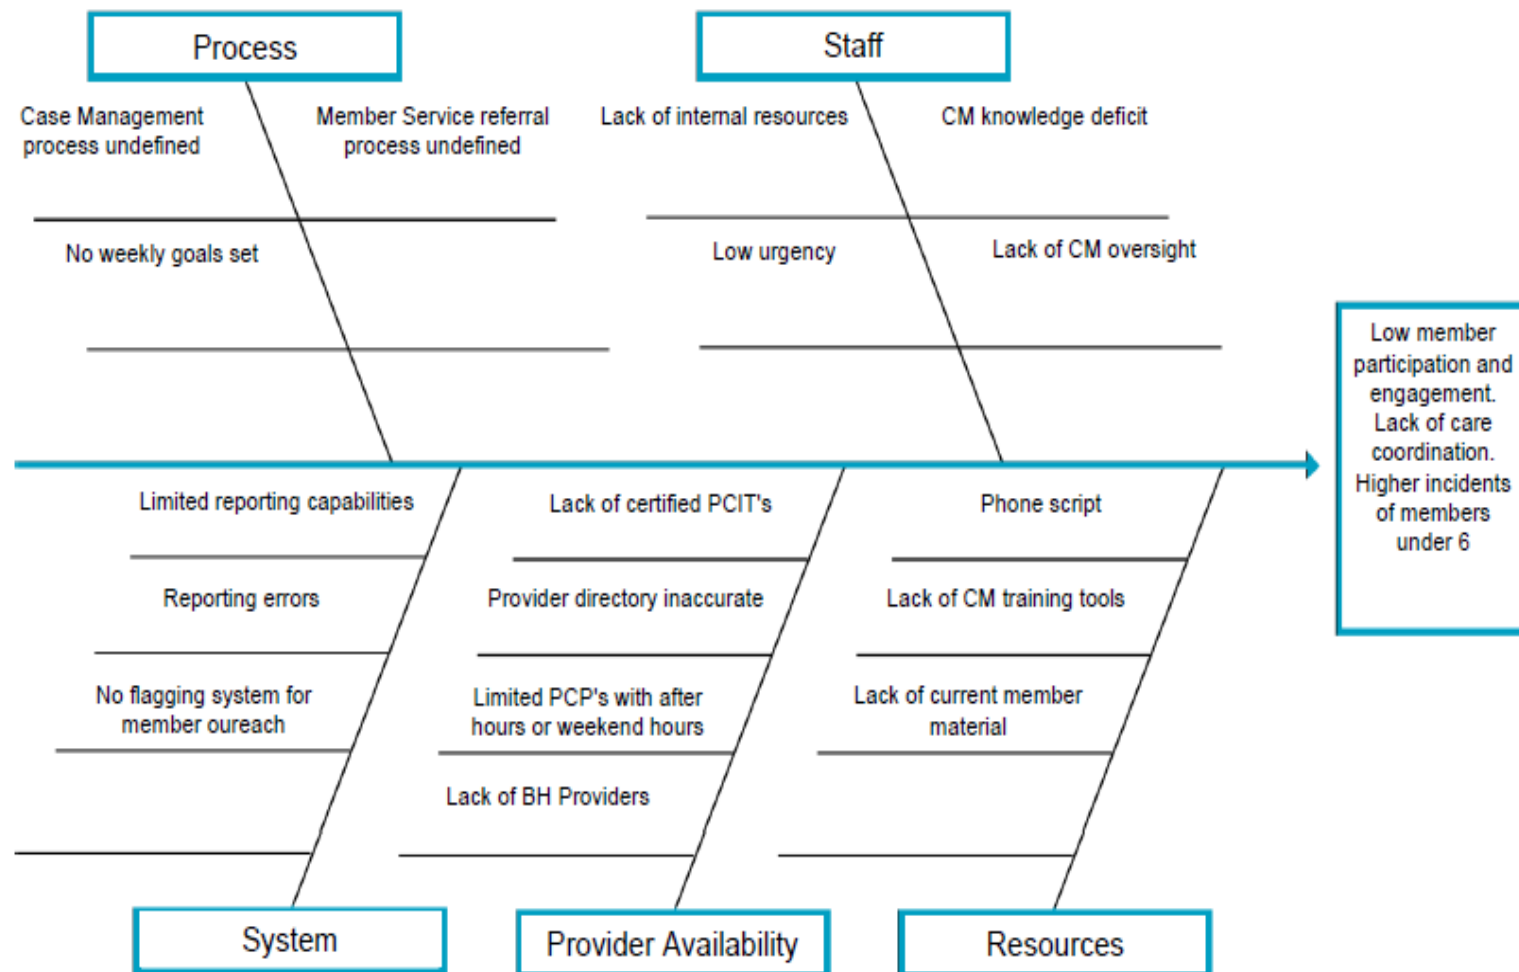 Process
Staff
Case Management
process undefined
Member Service referral
process undefined
Lack of internal resources
CM knowledge deficit
No weekly goals set
Low urgency
Lack of CM oversight
Low member
participation and
engagement.
Lack of care
coordination.
Higher incidents
of members
under 6
Limited reporting capabilities
Lack of certified PCIT's
Phone script
Reporting errors
Provider directory inaccurate
Lack of CM training tools
No flagging system for
member oureach
Limited PCP's with after
hours or weekend hours
Lack of current member
material
Lack of BH Providers
System
Provider Availability
Resources